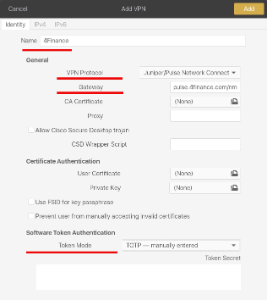 Cancel Add VPN Add
Identity IPv4 IPv6
Name 4Finance
General
VPN Protocol Juniper/Pulse Network Connect
Gateway pulse.4finance.com/rm
CA Certificate (None)
Proxy
Allow Cisco Secure Desktop trojan
CSD Wrapper Script
Certificate Authentication
User Certificate (None)
Private Key (None)
Use FSID for key passphrase
Prevent user from manually accepting invalid certificates
Software Token Authentication
Token Mode TOTP — manually entered
Token Secret